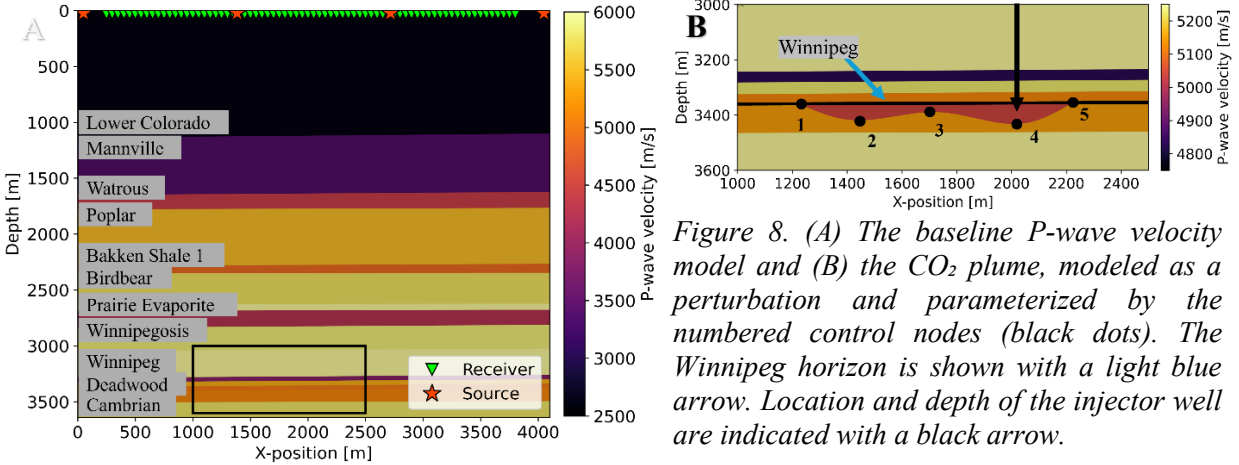 A
0
500
1000
1500
2000
2500
3000
3500
Depth [m]
Lower Colorado
Mannville
Watrous
Poplar
Bakken Shale 1
Birdbear
Prairie Evaporite
Winnipegosis
Winnipeg
Deadwood
Cambrian
Receiver
Source
0 500 1000 1500 2000 2500 3000 3500 4000
X-position [m]
6000
5500
5000
4500
4000
3500
3000
2500
P-wave velocity [m/s]
B
3000
3200
3400
3600
Depth [m]
Winnipeg
1
2
3
4
5
1000 1200 1400 1600 1800 2000 2200 2400
X-position [m]
5200
5100
5000
4900
4800
P-wave velocity [m/s]
Figure 8. (A) The baseline P-wave velocity
model and (B) the CO₂ plume, modeled as a
perturbation and parameterized by the
numbered control nodes (black dots). The
Winnipeg horizon is shown with a light blue
arrow. Location and depth of the injector well
are indicated with a black arrow.